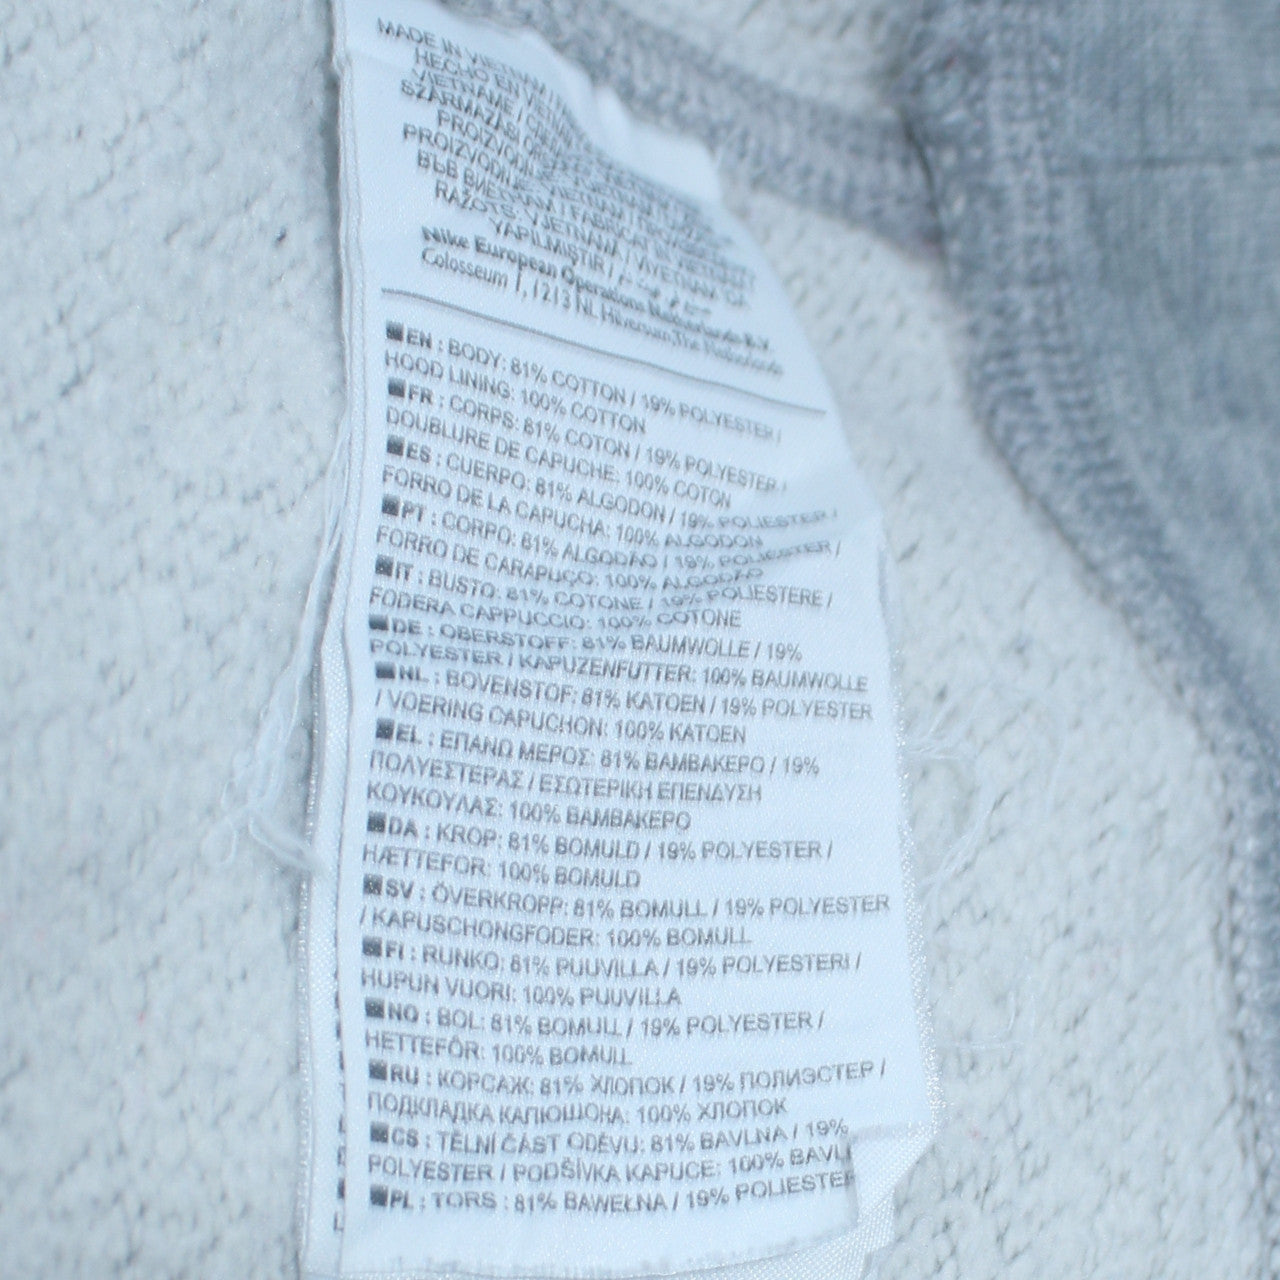 MADE IN VIETNAM /
HECHO EN
VIETNAME /
SZÁRMAZÁSI
PROIZVODNJA
VIETNAM
ВЪВ ВИЕТНАМ / FABRICAT ÎN VIETNAM /
RAŽOTS: VJETNAM / VIYETNAM'DA
YAPILMIŞTIR /
Nike European Operations Netherlands B.V.
Colosseum 1, 1213 NL Hilversum, The Netherlands
EN : BODY: 81% COTTON / 19% POLYESTER /
HOOD LINING: 100% COTTON
FR : CORPS: 81% COTON / 19% POLYESTER /
DOUBLURE DE CAPUCHE: 100% COTON
ES : CUERPO: 81% ALGODON / 19% POLIESTER /
FORRO DE LA CAPUCHA: 100% ALGODON
PT : CORPO: 81% ALGODÃO / 19% POLIÉSTER /
FORRO DE CARAPUÇO: 100% ALGODÃO
IT : BUSTO: 81% COTONE / 19% POLIESTERE /
FODERA CAPPUCCIO: 100% COTONE
DE : OBERSTOFF: 81% BAUMWOLLE / 19%
POLYESTER / KAPUZENFUTTER: 100% BAUMWOLLE
NL : BOVENSTOF: 81% KATOEN / 19% POLYESTER
/ VOERING CAPUCHON: 100% KATOEN
EL : ΕΠΑΝΩ ΜΕΡΟΣ: 81% ΒΑΜΒΑΚΕΡΟ / 19%
ΠΟΛΥΕΣΤΕΡΑΣ / ΕΣΩΤΕΡΙΚΗ ΕΠΕΝΔΥΣΗ
ΚΟΥΚΟΥΛΑΣ: 100% ΒΑΜΒΑΚΕΡΟ
DA : KROP: 81% BOMULD / 19% POLYESTER /
HÆTTEFOR: 100% BOMULD
SV : ÖVERKROPP: 81% BOMULL / 19% POLYESTER
/ KAPUSCHONGFODER: 100% BOMULL
FI : RUNKO: 81% PUUVILLA / 19% POLYESTERI /
HUPUN VUORI: 100% PUUVILLA
NO : BOL: 81% BOMULL / 19% POLYESTER /
HETTEFÔR: 100% BOMULL
RU : КОРСАЖ: 81% ХЛОПОК / 19% ПОЛИЭСТЕР /
ПОДКЛАДКА КАПЮШОНА: 100% ХЛОПОК
CS : TĚLNÍ ČÁST ODĚVU: 81% BAVLNA / 19%
POLYESTER / PODŠÍVKA KAPUCE: 100% BAVL
PL : TORS : 81% BAWEŁNA / 19% POLIESTER